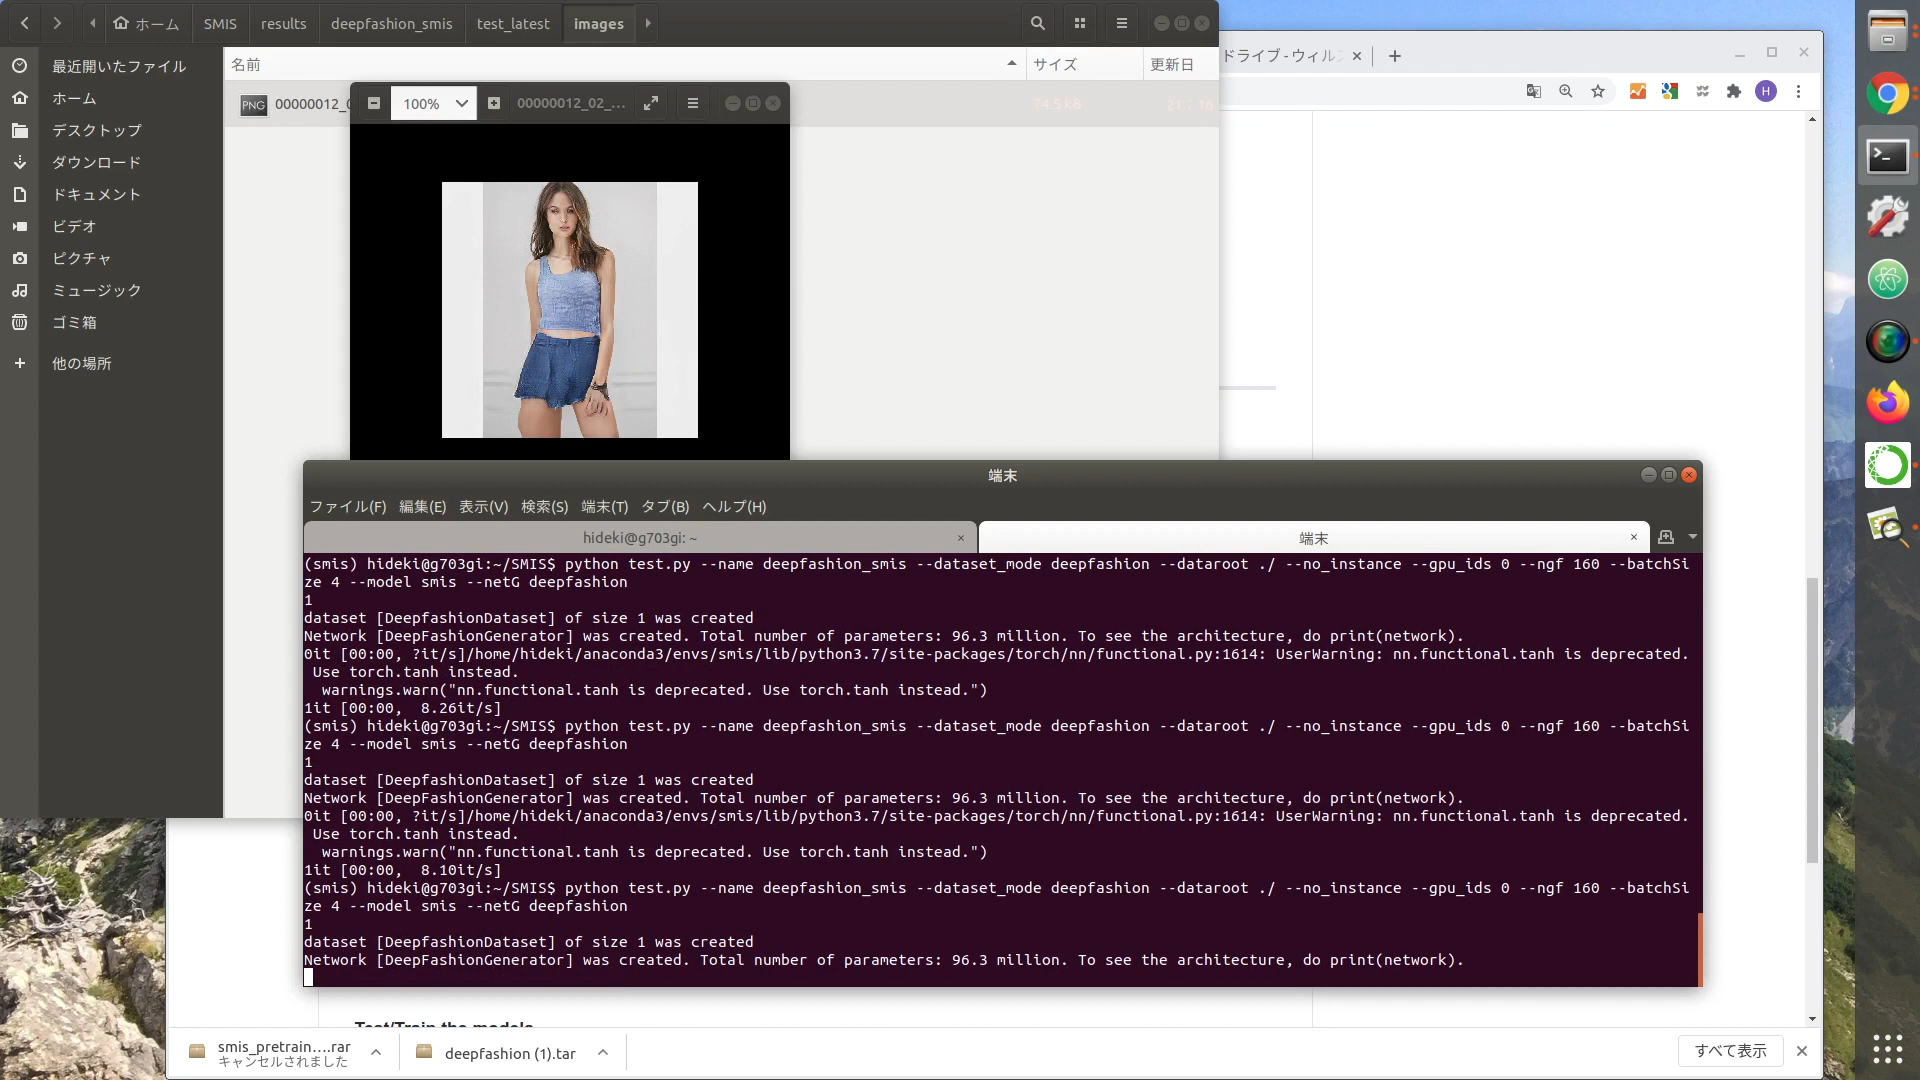 ホーム SMIS results deepfashion_smis test_latest images
最近開いたファイル
ホーム
デスクトップ
ダウンロード
ドキュメント
ビデオ
ピクチャ
ミュージック
ゴミ箱
他の場所
名前 サイズ 更新日
PNG 00000012_0 74.5 kB
100% 00000012_02_...
ドライブ - ウィルス
H
端末
ファイル(F) 編集(E) 表示(V) 検索(S) 端末(T) タブ(B) ヘルプ(H)
hideki@g703gi: ~ 端末
(smis) hideki@g703gi:~/SMIS$ python test.py --name deepfashion_smis --dataset_mode deepfashion --dataroot ./ --no_instance --gpu_ids 0 --ngf 160 --batchSi
ze 4 --model smis --netG deepfashion
1
dataset [DeepfashionDataset] of size 1 was created
Network [DeepFashionGenerator] was created. Total number of parameters: 96.3 million. To see the architecture, do print(network).
0it [00:00, ?it/s]/home/hideki/anaconda3/envs/smis/lib/python3.7/site-packages/torch/nn/functional.py:1614: UserWarning: nn.functional.tanh is deprecated.
Use torch.tanh instead.
warnings.warn("nn.functional.tanh is deprecated. Use torch.tanh instead.")
1it [00:00, 8.26it/s]
(smis) hideki@g703gi:~/SMIS$ python test.py --name deepfashion_smis --dataset_mode deepfashion --dataroot ./ --no_instance --gpu_ids 0 --ngf 160 --batchSi
ze 4 --model smis --netG deepfashion
1
dataset [DeepfashionDataset] of size 1 was created
Network [DeepFashionGenerator] was created. Total number of parameters: 96.3 million. To see the architecture, do print(network).
0it [00:00, ?it/s]/home/hideki/anaconda3/envs/smis/lib/python3.7/site-packages/torch/nn/functional.py:1614: UserWarning: nn.functional.tanh is deprecated.
Use torch.tanh instead.
warnings.warn("nn.functional.tanh is deprecated. Use torch.tanh instead.")
1it [00:00, 8.10it/s]
(smis) hideki@g703gi:~/SMIS$ python test.py --name deepfashion_smis --dataset_mode deepfashion --dataroot ./ --no_instance --gpu_ids 0 --ngf 160 --batchSi
ze 4 --model smis --netG deepfashion
1
dataset [DeepfashionDataset] of size 1 was created
Network [DeepFashionGenerator] was created. Total number of parameters: 96.3 million. To see the architecture, do print(network).
Test/Train the models
smis_pretrain....rar
キャンセルされました
deepfashion (1).tar
すべて表示